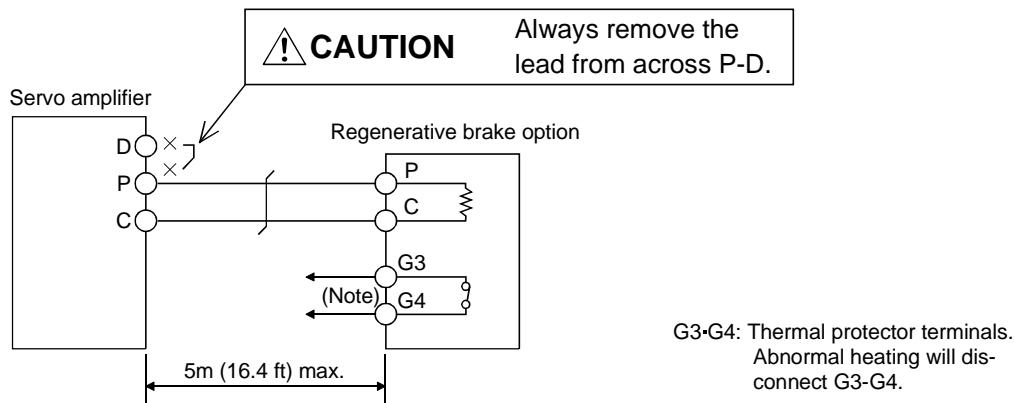 CAUTION
Always remove the
lead from across P-D.
Servo amplifier
Regenerative brake option
D
P
P
C
C
G3
(Note)
G4
5m (16.4 ft) max.
G3-G4: Thermal protector terminals.
Abnormal heating will dis-
connect G3-G4.